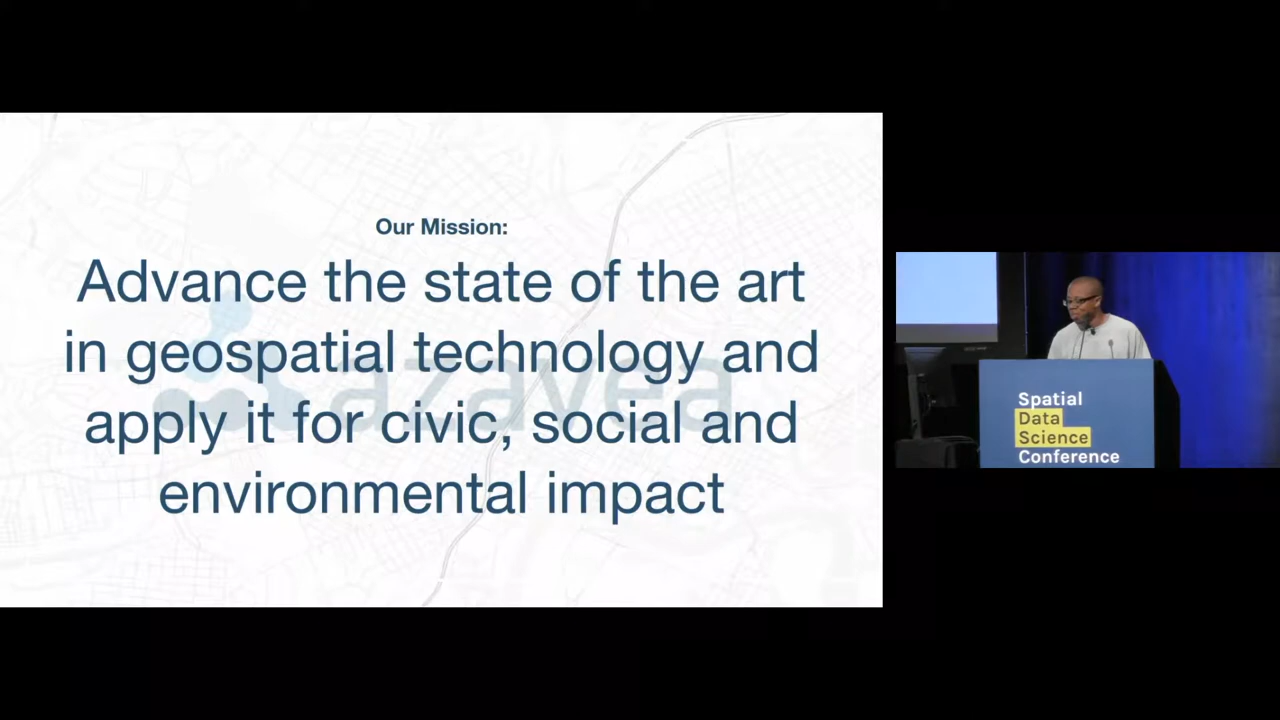 Our Mission:
Advance the state of the art
in geospatial technology and
apply it for civic, social and
environmental impact
azavea
Spatial
Data
Science
Conference